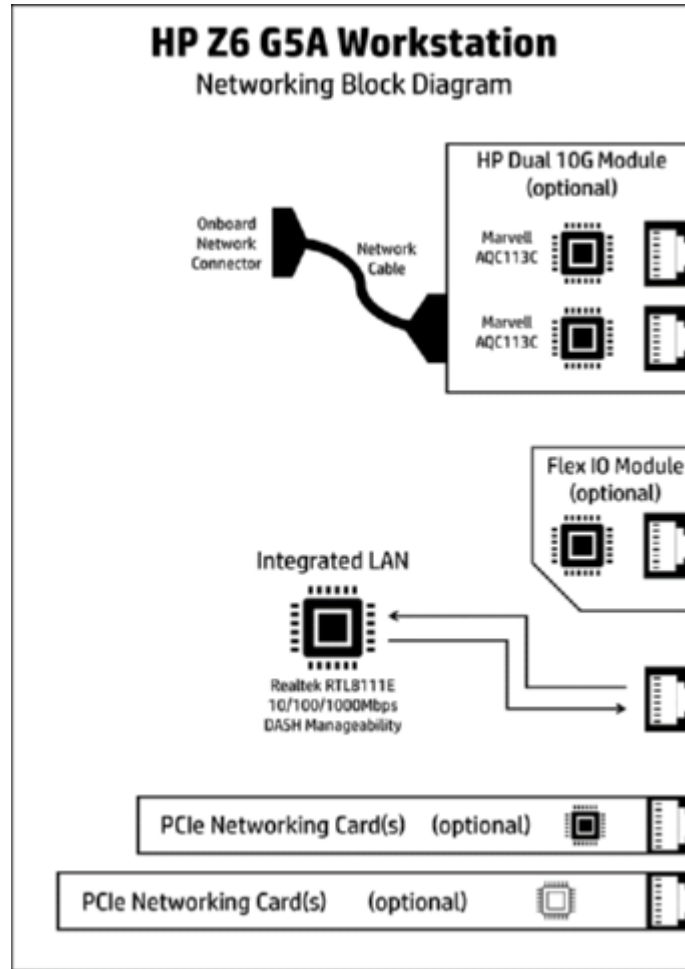 HP Z6 G5A Workstation
Networking Block Diagram
HP Dual 10G Module
(optional)
Onboard
Network
Connector
Network
Cable
Marvell
AQC113C
Marvell
AQC113C
Flex IO Module
(optional)
Integrated LAN
Realtek RTL8111E
10/100/1000Mbps
DASH Manageability
PCIe Networking Card(s) (optional)
PCIe Networking Card(s) (optional)